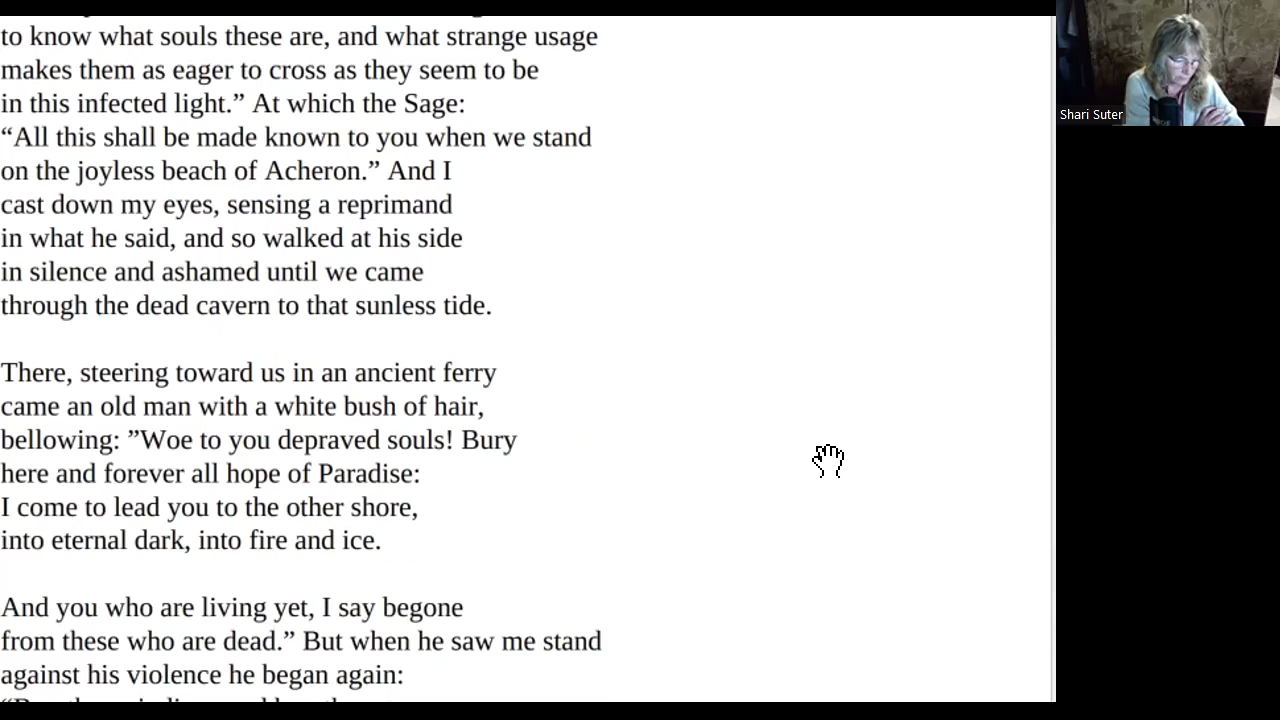 to know what souls these are, and what strange usage
makes them as eager to cross as they seem to be
in this infected light.” At which the Sage:
“All this shall be made known to you when we stand
on the joyless beach of Acheron.” And I
cast down my eyes, sensing a reprimand
in what he said, and so walked at his side
in silence and ashamed until we came
through the dead cavern to that sunless tide.
There, steering toward us in an ancient ferry
came an old man with a white bush of hair,
bellowing: ”Woe to you depraved souls! Bury
here and forever all hope of Paradise:
I come to lead you to the other shore,
into eternal dark, into fire and ice.
And you who are living yet, I say begone
from these who are dead.” But when he saw me stand
against his violence he began again:
Shari Suter